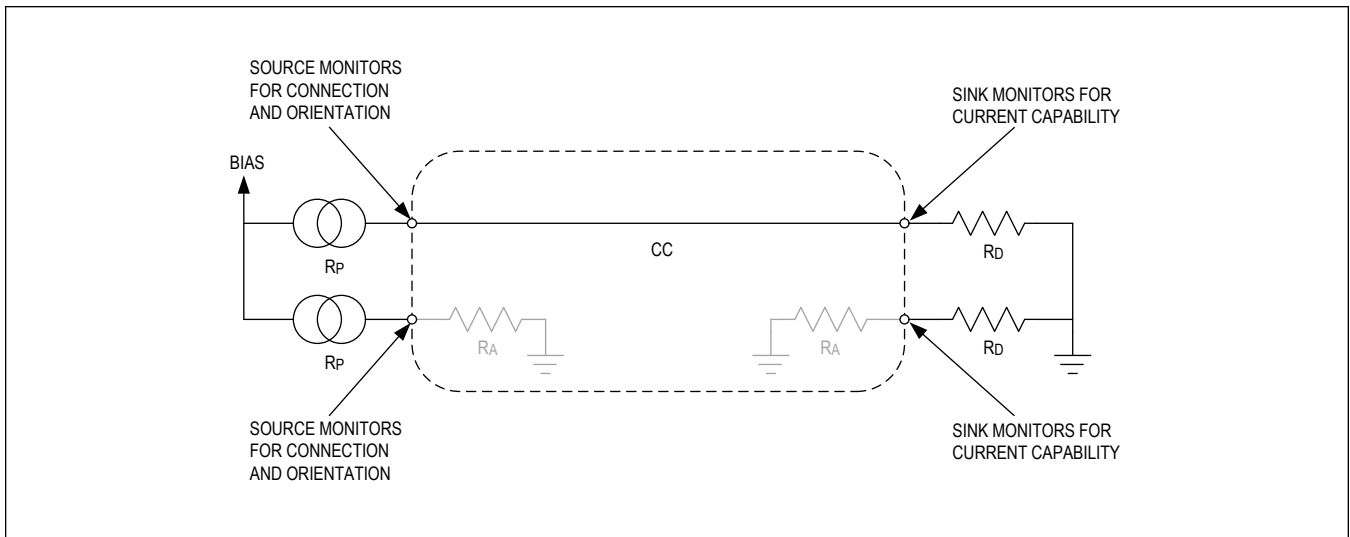 SOURCE MONITORS
FOR CONNECTION
AND ORIENTATION
SINK MONITORS FOR
CURRENT CAPABILITY
BIAS
RP
CC
RD
RP
RA
RA
RD
SOURCE MONITORS
FOR CONNECTION
AND ORIENTATION
SINK MONITORS FOR
CURRENT CAPABILITY